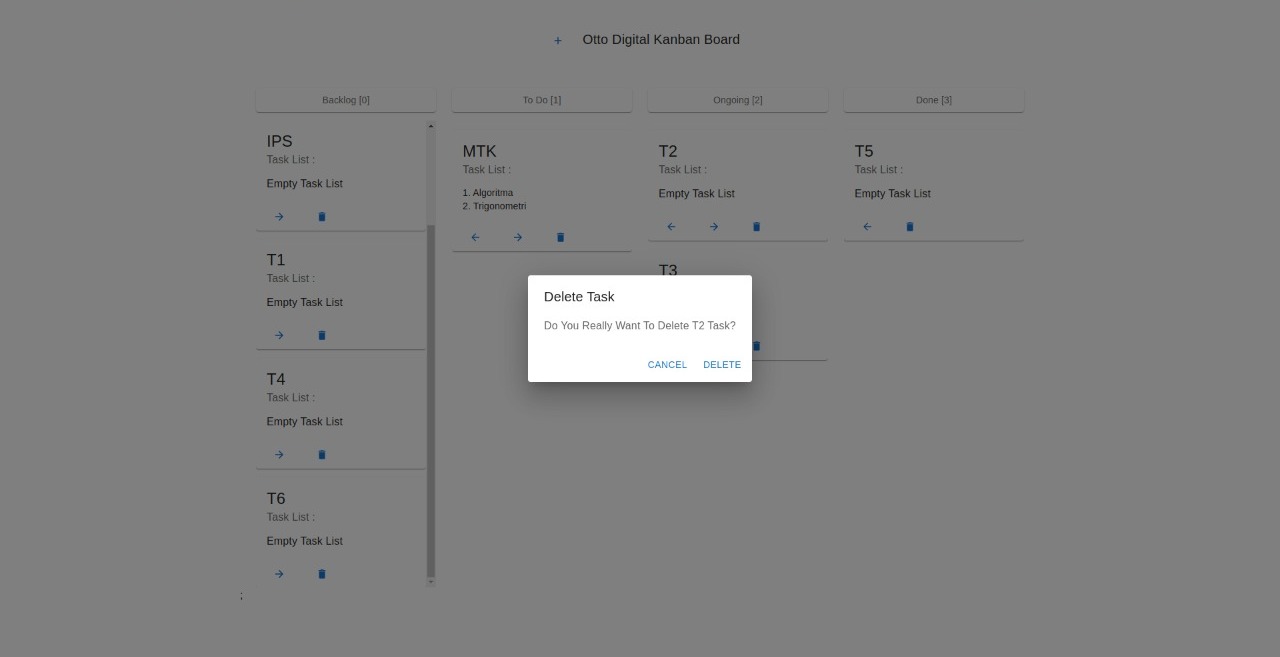 + Otto Digital Kanban Board
Backlog [0]
IPS
Task List :
Empty Task List
T1
Task List :
Empty Task List
T4
Task List :
Empty Task List
T6
Task List :
Empty Task List
;
To Do [1]
MTK
Task List :
1. Algoritma
2. Trigonometri
Ongoing [2]
T2
Task List :
Empty Task List
T3
Done [3]
T5
Task List :
Empty Task List
Delete Task
Do You Really Want To Delete T2 Task?
CANCEL DELETE